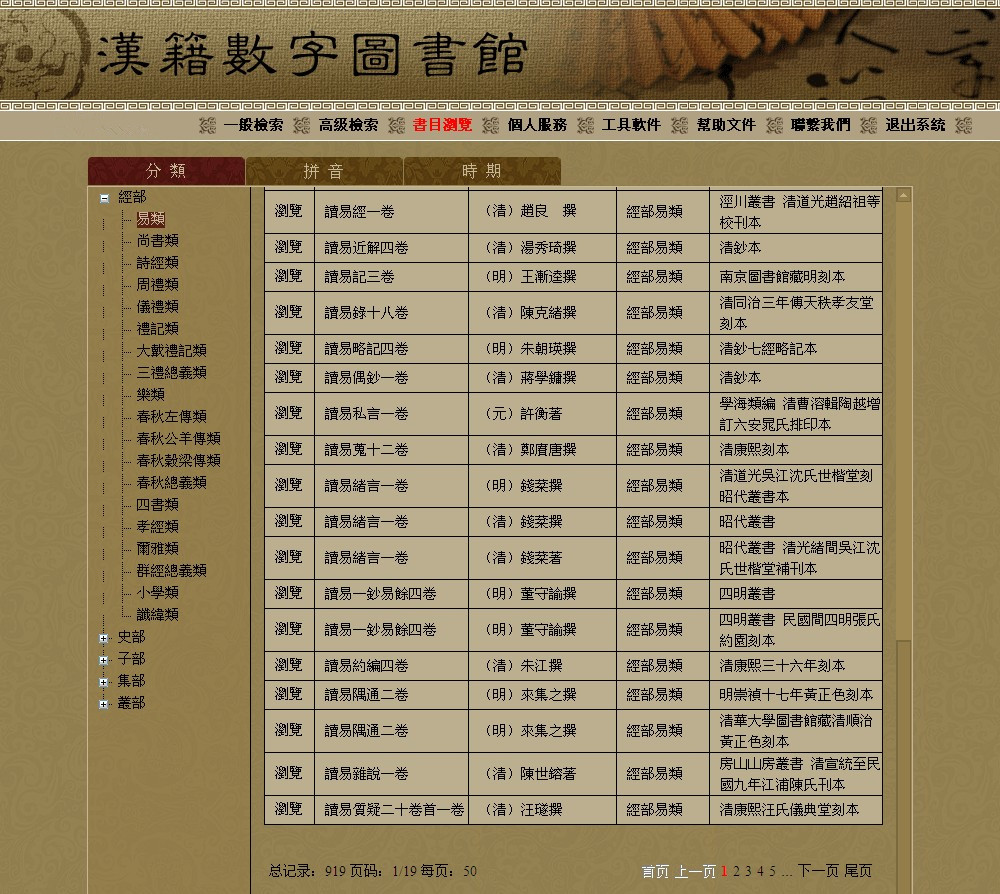 漢籍數字圖書館
一般檢索 高级檢索 書目瀏覽 個人服務 工具軟件 幫助文件 聯繫我們 退出系統
分類 拼音 時期
經部
易類
尚書類
詩經類
周禮類
儀禮類
禮記類
大戴禮記類
三禮總義類
樂類
春秋左傳類
春秋公羊傳類
春秋穀梁傳類
春秋總義類
四書類
孝經類
爾雅類
群經總義類
小學類
讖緯類
史部
子部
集部
叢部
瀏覽 讀易經一卷 （清）趙良 撰 經部易類 涇川叢書 清道光趙紹祖等
校刊本
瀏覽 讀易近解四卷 （清）湯秀琦撰 經部易類 清鈔本
瀏覽 讀易記三卷 （明）王漸逵撰 經部易類 南京圖書館藏明刻本
瀏覽 讀易錄十八卷 （清）陳克緒撰 經部易類 清同治三年傅天秩孝友堂
刻本
瀏覽 讀易略記四卷 （明）朱朝瑛撰 經部易類 清鈔七經略記本
瀏覽 讀易偶鈔一卷 （清）蔣學鏞撰 經部易類 清鈔本
瀏覽 讀易私言一卷 （元）許衡著 經部易類 學海類編 清曹溶輯陶越增
訂六安晁氏排印本
瀏覽 讀易蒐十二卷 （清）鄭賡唐撰 經部易類 清康熙刻本
瀏覽 讀易緒言一卷 （明）錢棻撰 經部易類 清道光吳江沈氏世楷堂刻
昭代叢書本
瀏覽 讀易緒言一卷 （清）錢棻撰 經部易類 昭代叢書
瀏覽 讀易緒言一卷 （清）錢棻著 經部易類 昭代叢書 清光緒間吳江沈
氏世楷堂補刊本
瀏覽 讀易一鈔易餘四卷 （明）董守諭撰 經部易類 四明叢書
瀏覽 讀易一鈔易餘四卷 （明）董守諭撰 經部易類 四明叢書 民國間四明張氏
約園刻本
瀏覽 讀易約編四卷 （清）朱江撰 經部易類 清康熙三十六年刻本
瀏覽 讀易隅通二卷 （明）來集之撰 經部易類 明崇禎十七年黃正色刻本
瀏覽 讀易隅通二卷 （明）來集之撰 經部易類 清華大學圖書館藏清順治
黃正色刻本
瀏覽 讀易雜說一卷 （清）陳世鎔著 經部易類 房山山房叢書 清宣統至民
國九年江浦陳氏刊本
瀏覽 讀易質疑二十卷首一卷 （清）汪璲撰 經部易類 清康熙汪氏儀典堂刻本
总记录：919 页码：1/19 每页：50 首页 上一页 1 2 3 4 5 ... 下一页 尾页